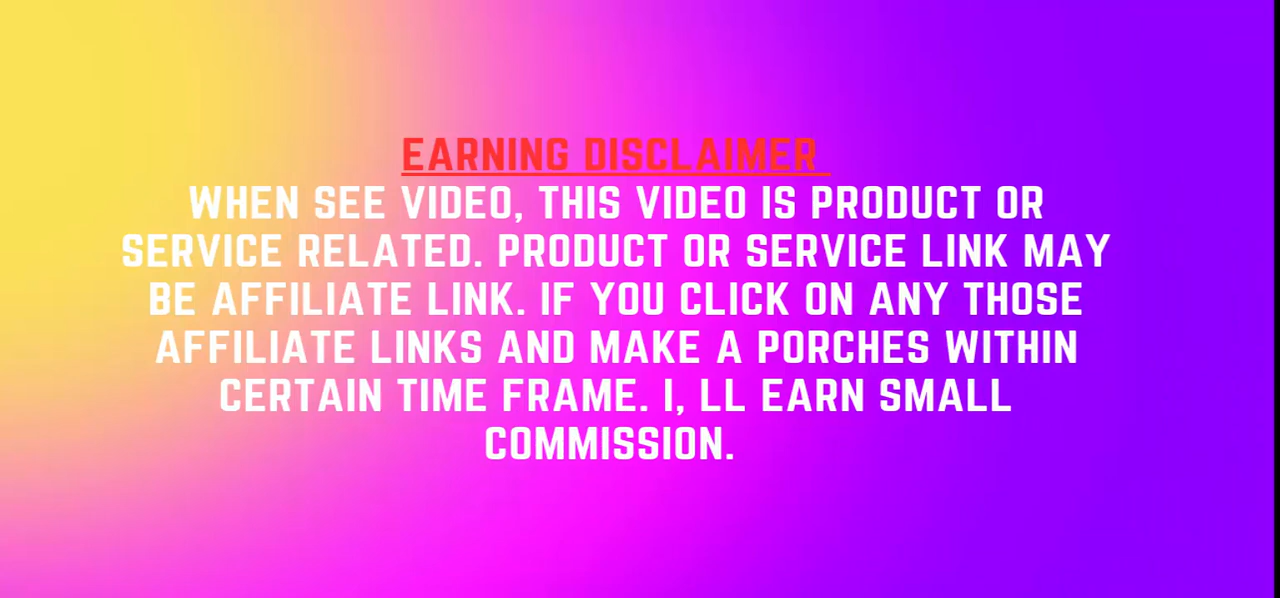 EARNING DISCLAIMER
WHEN SEE VIDEO, THIS VIDEO IS PRODUCT OR
SERVICE RELATED. PRODUCT OR SERVICE LINK MAY
BE AFFILIATE LINK. IF YOU CLICK ON ANY THOSE
AFFILIATE LINKS AND MAKE A PORCHES WITHIN
CERTAIN TIME FRAME. I, LL EARN SMALL
COMMISSION.